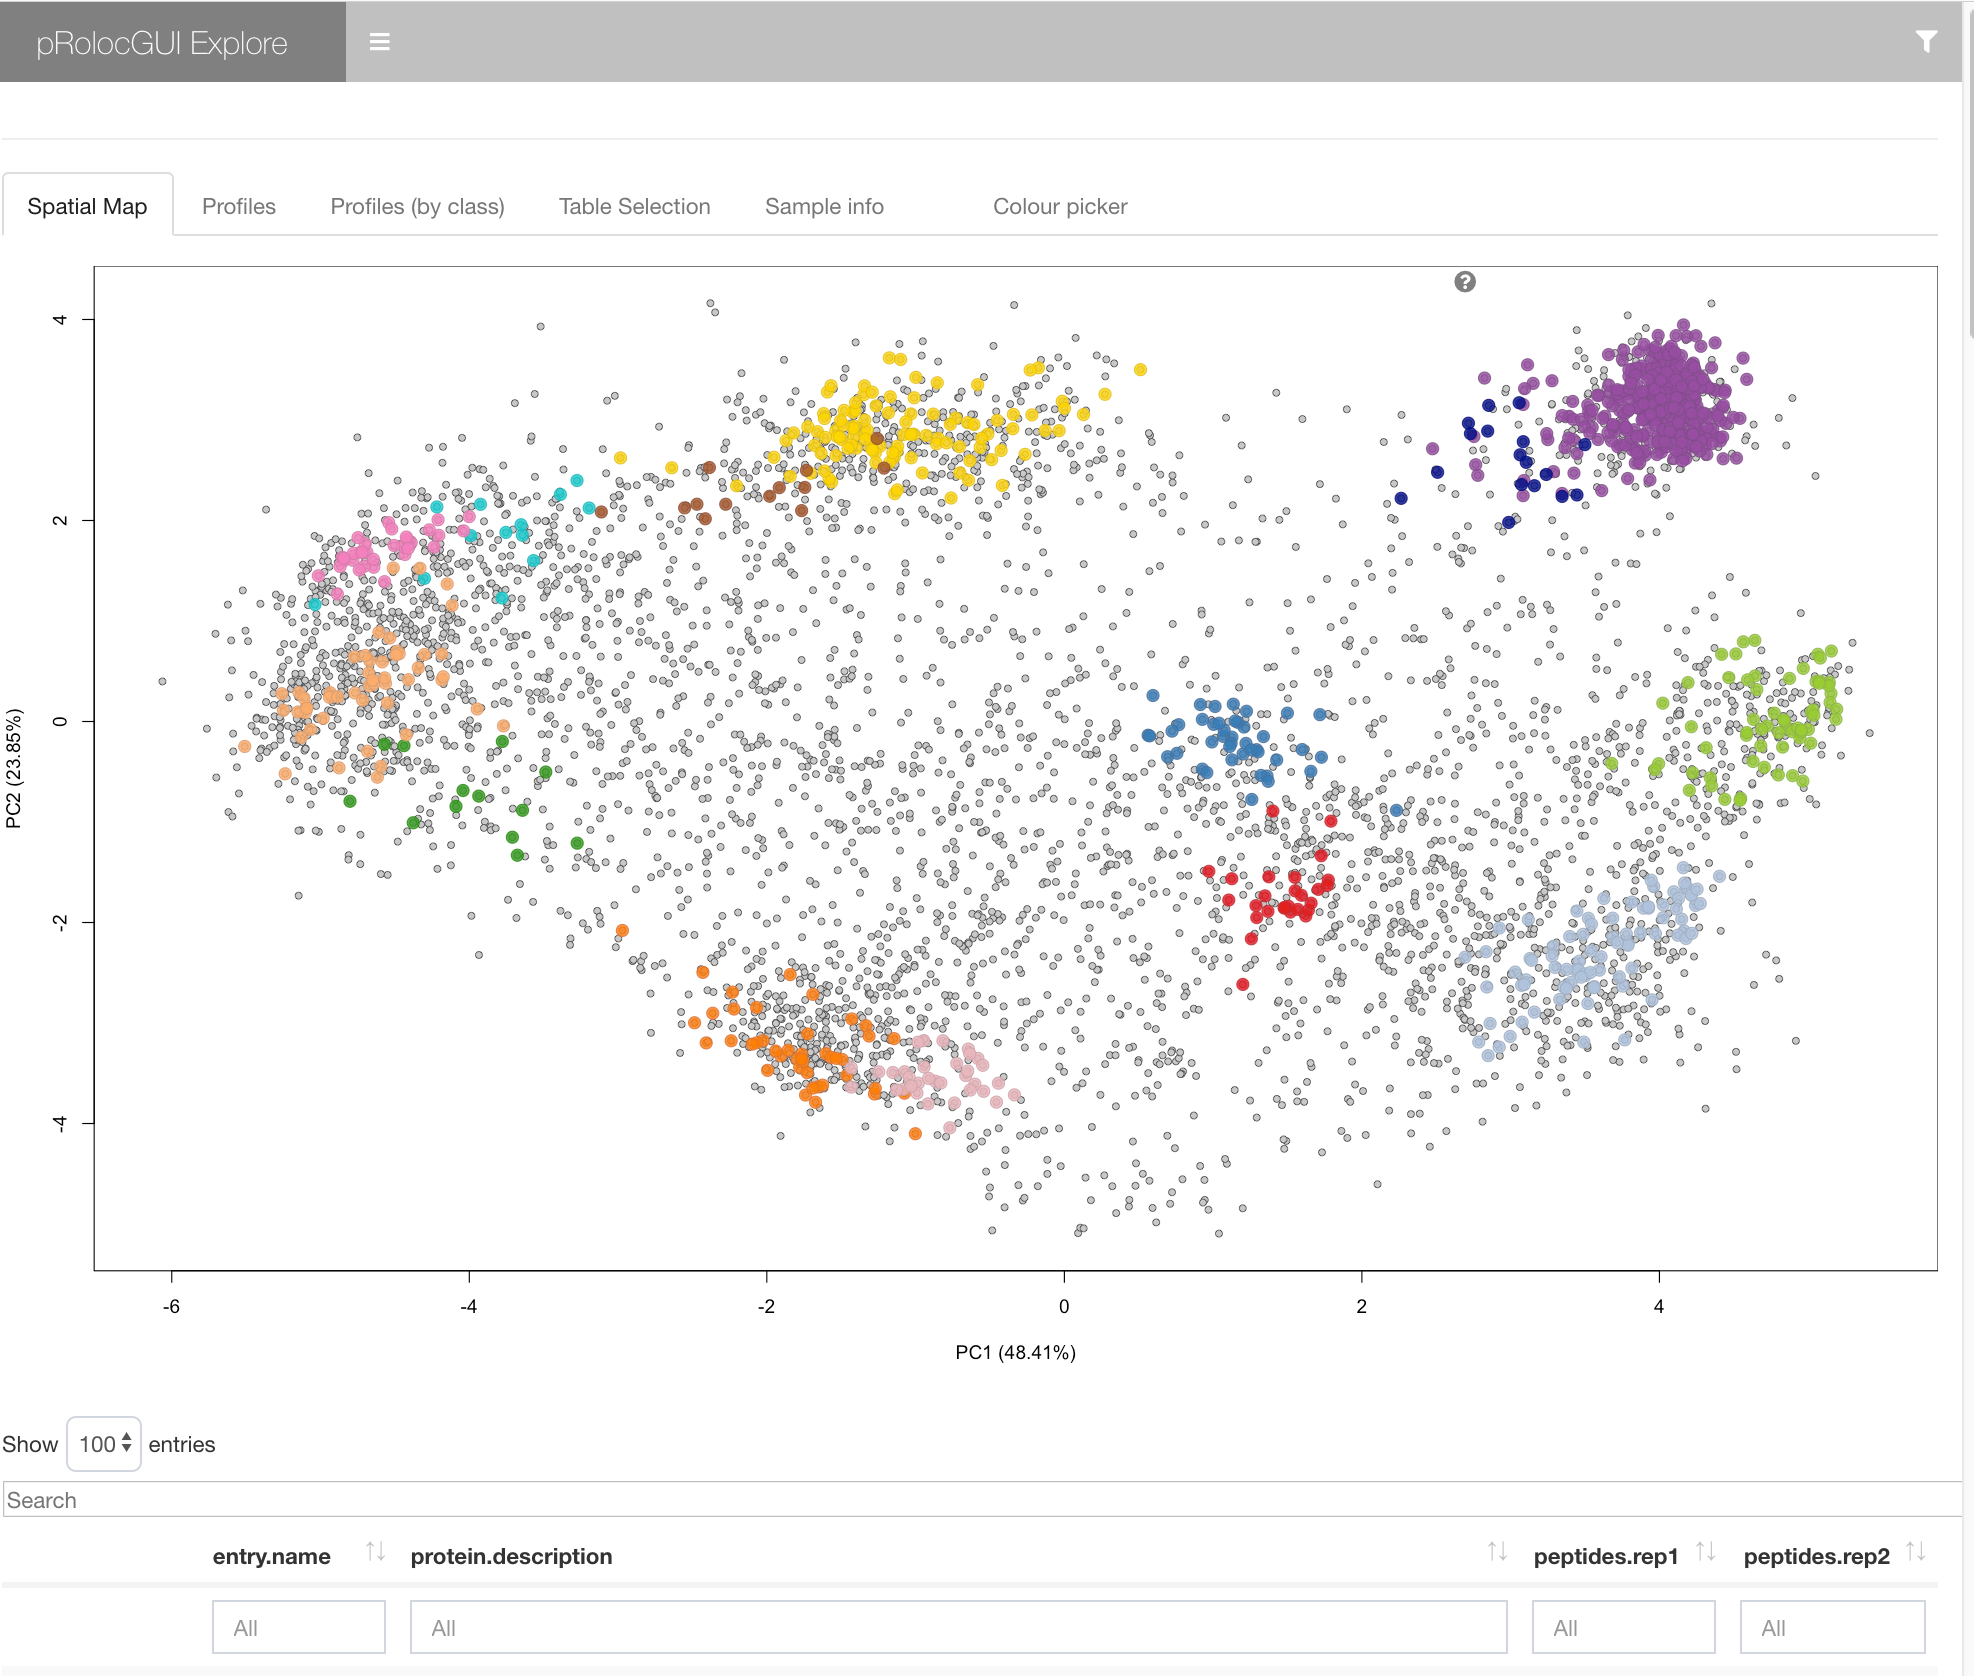 pRolocGUI Explore
Spatial Map Profiles Profiles (by class) Table Selection Sample info Colour picker
?
4
2
0
-2
-4
PC2 (23.85%)
-6 -4 -2 0 2 4
PC1 (48.41%)
Show 100 entries
Search
entry.name protein.description peptides.rep1 peptides.rep2
All All All All